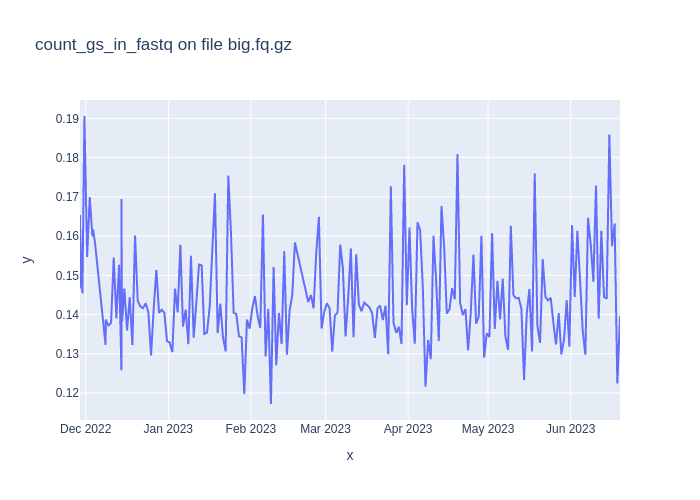 count_gs_in_fastq on file big.fq.gz
0.19
0.18
0.17
0.16
0.15
0.14
0.13
0.12
y
Dec 2022 Jan 2023 Feb 2023 Mar 2023 Apr 2023 May 2023 Jun 2023
x